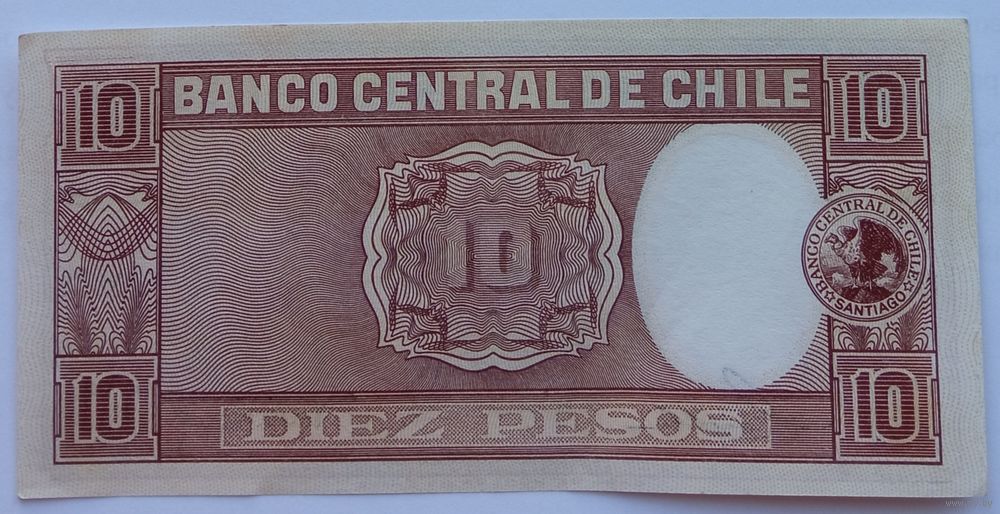 10 BANCO CENTRAL DE CHILE 10
10
BANCO CENTRAL DE CHILE
SANTIAGO
10 10
DIEZ PESOS